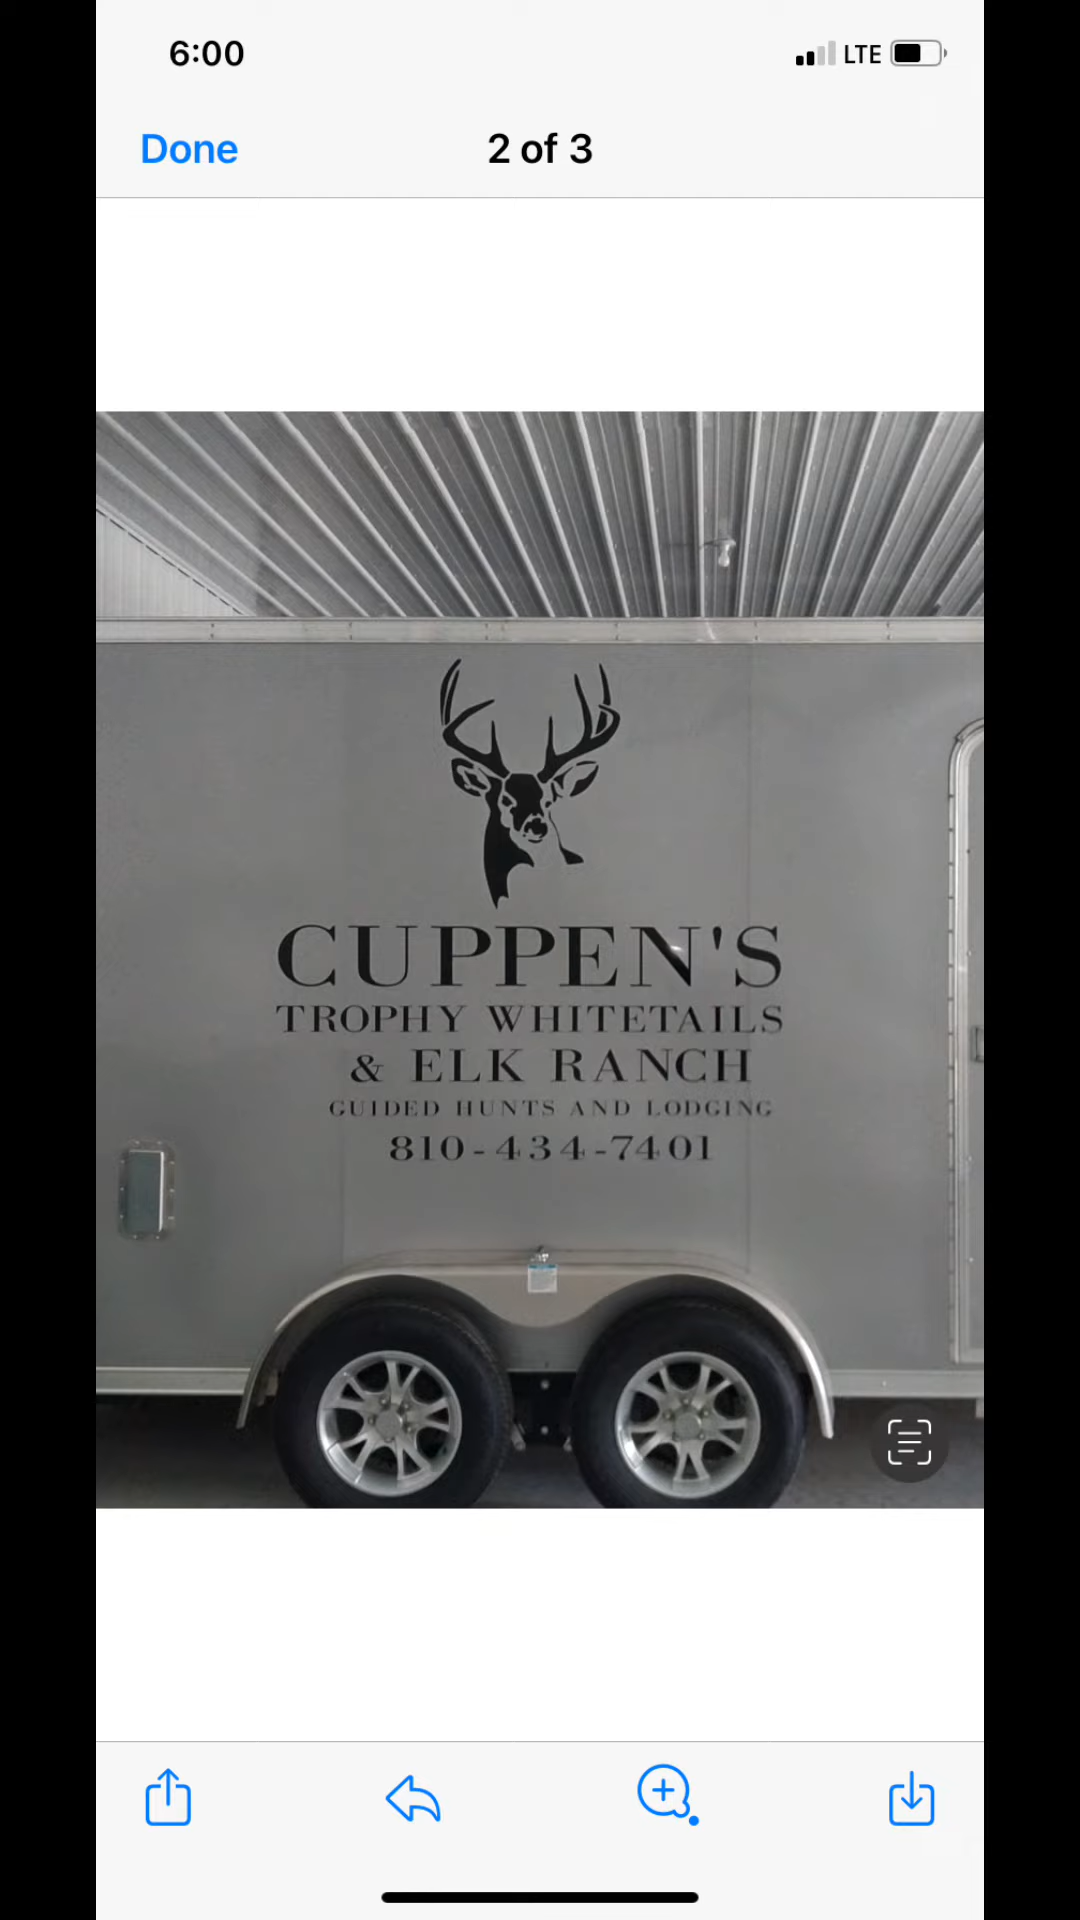 6:00
LTE
Done
2 of 3
CUPPEN'S
TROPHY WHITETAILS
& ELK RANCH
GUIDED HUNTS AND LODGING
810-434-7401